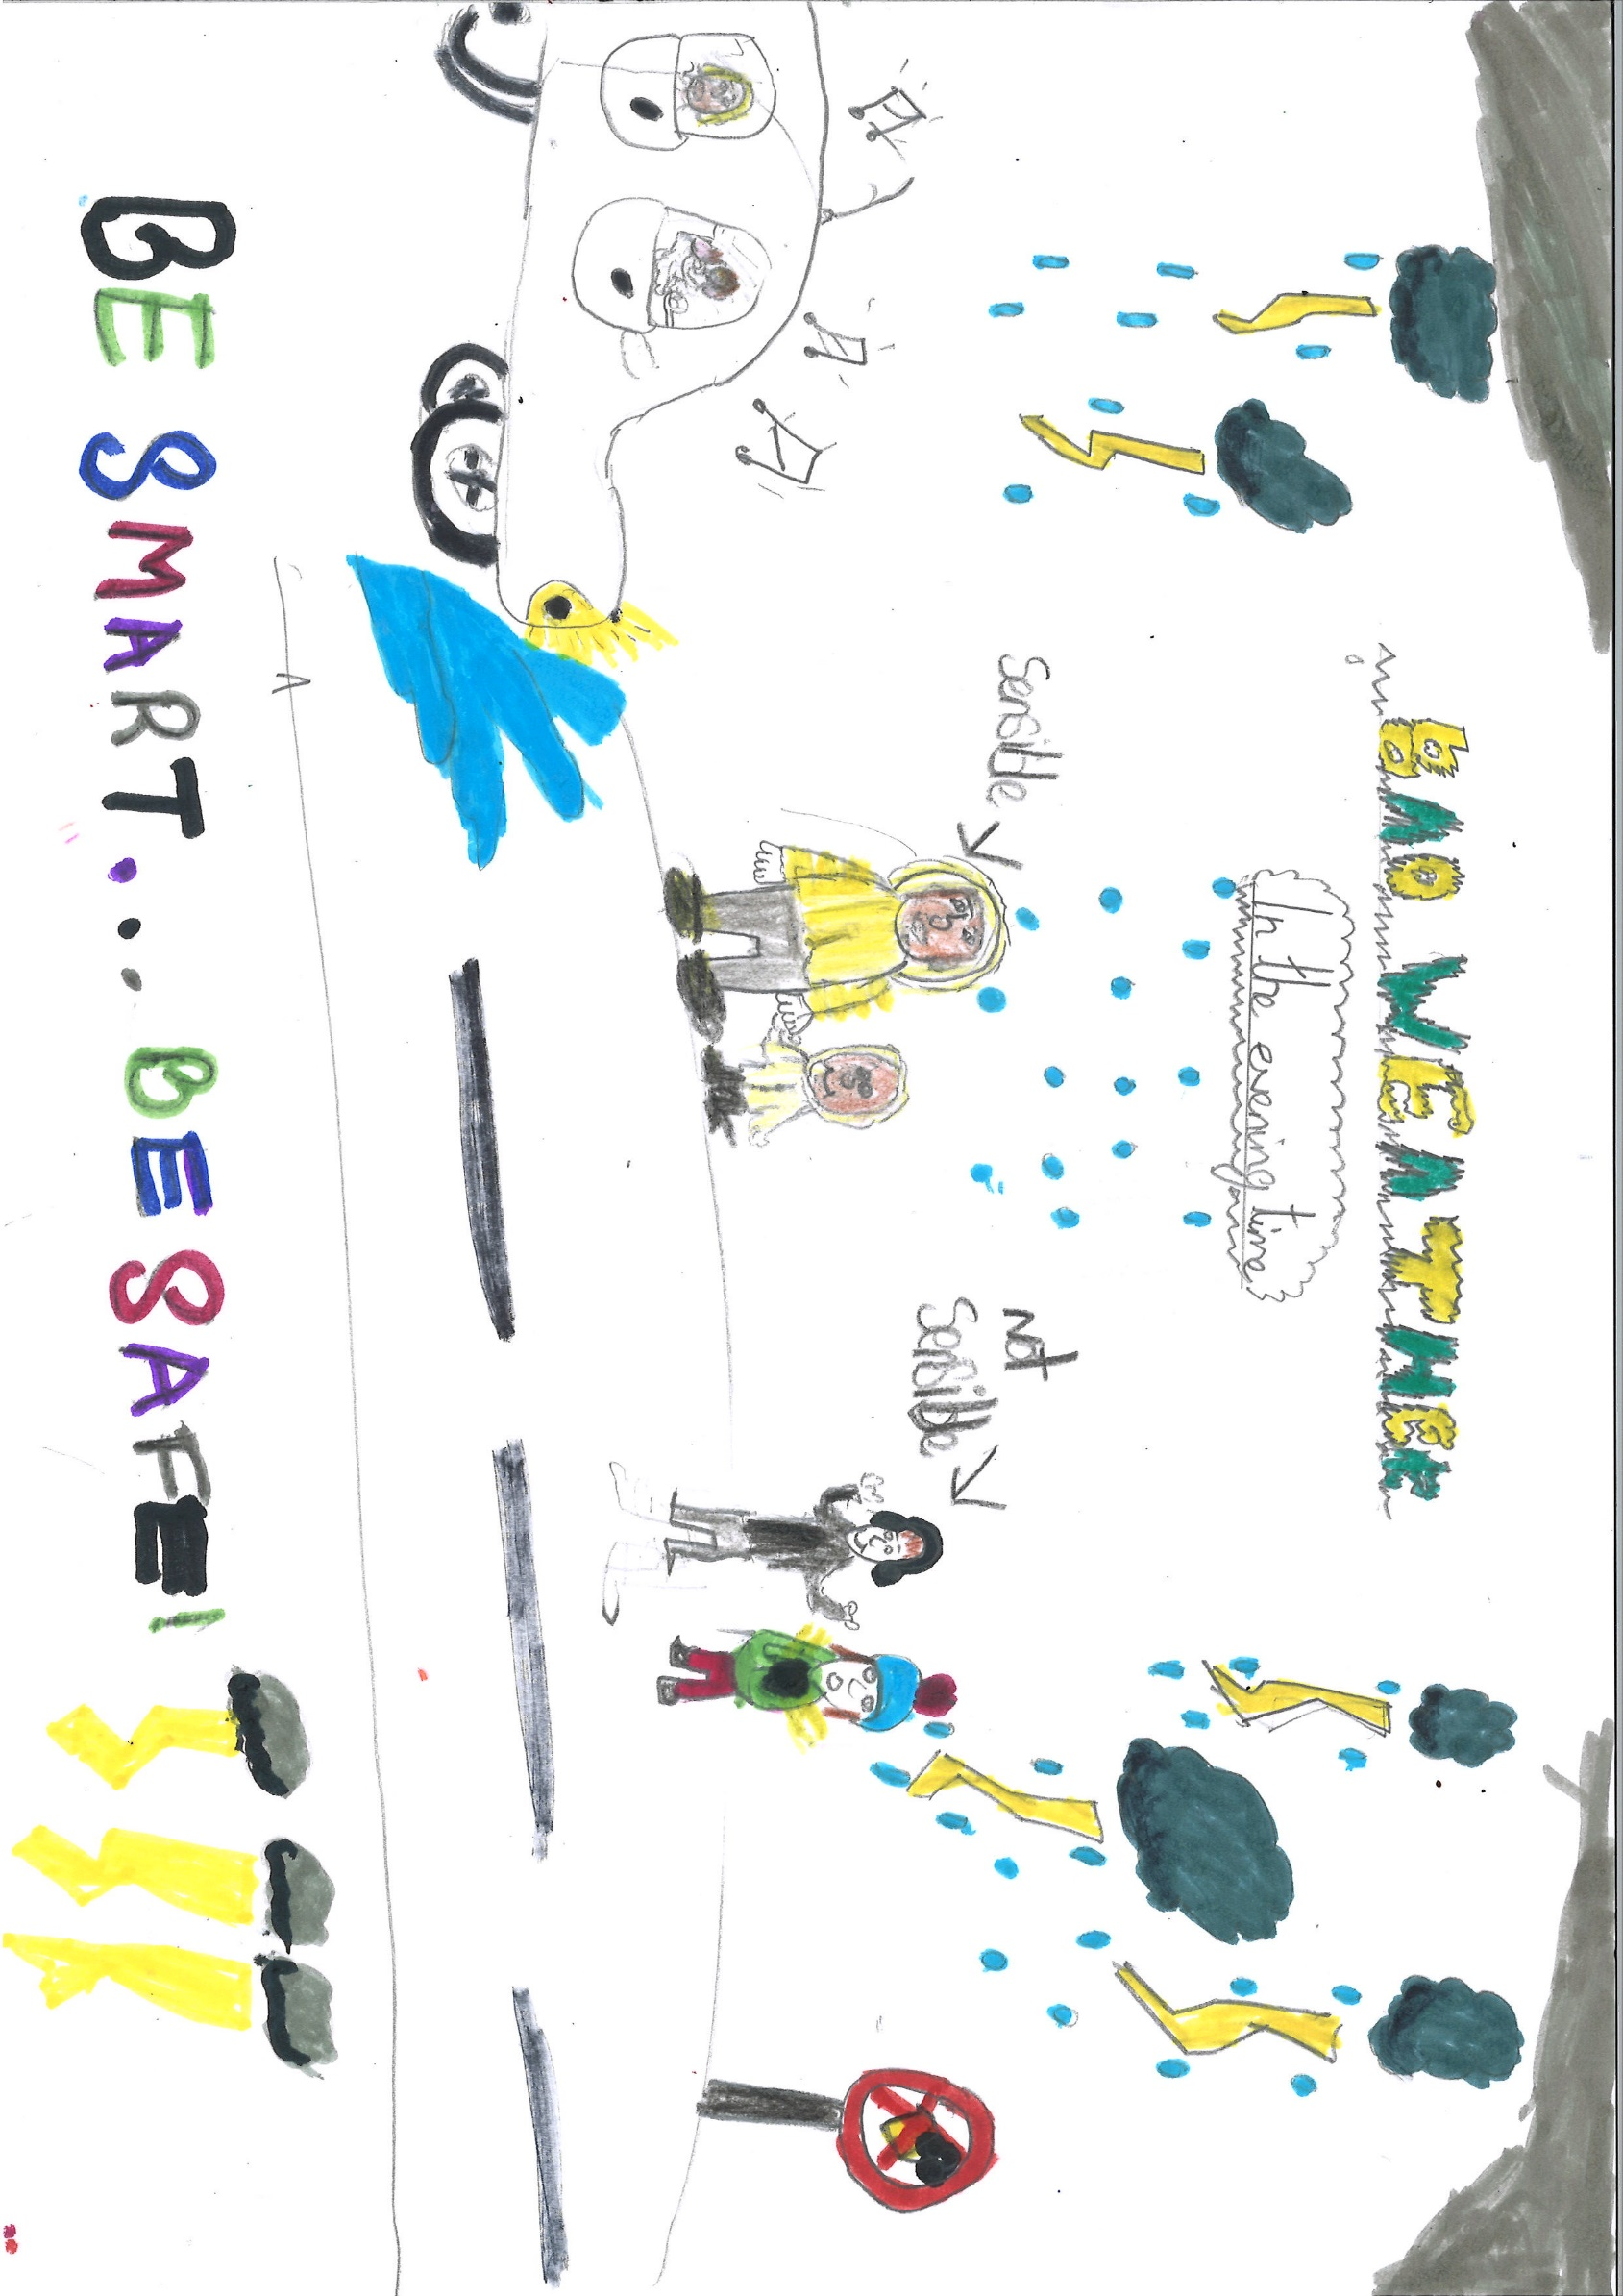 BAD WEATHER
In the evening time
Sensible
Not
Sensible
BE SMART... BE SAFE!